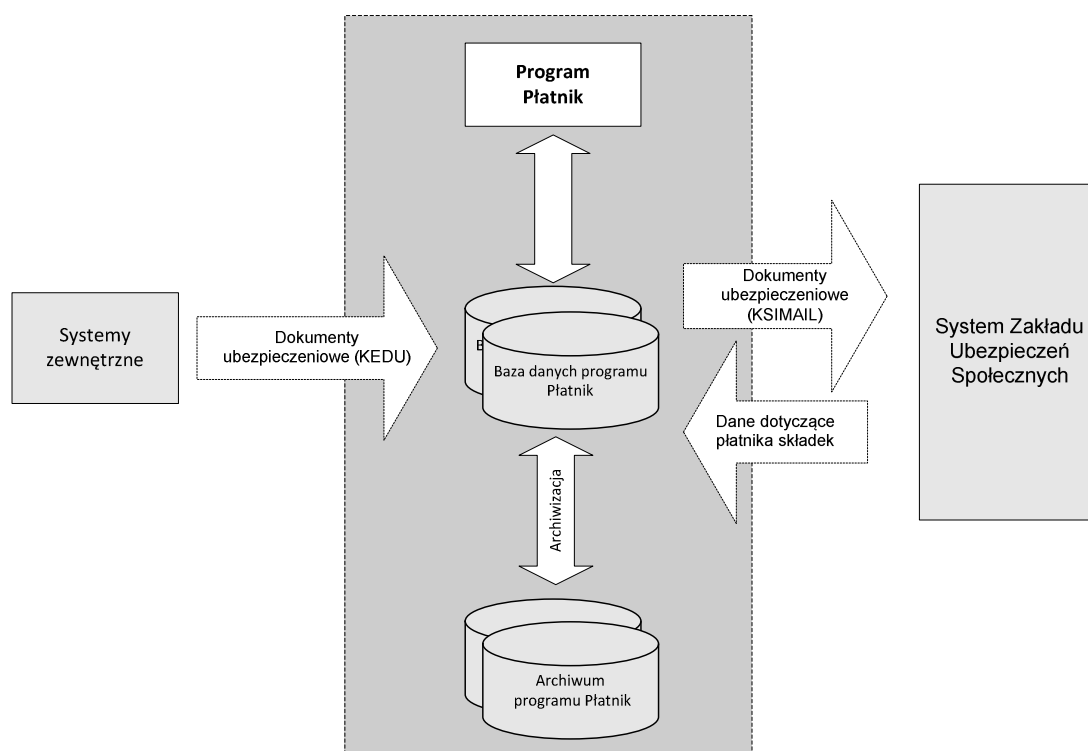 Program
Płatnik
Dokumenty
ubezpieczeniowe
(KSIMAIL)
Systemy
zewnętrzne
Dokumenty
ubezpieczeniowe (KEDU)
B
Baza danych programu
Płatnik
System Zakładu
Ubezpieczeń
Społecznych
Dane dotyczące
płatnika składek
Archiwizacja
Archiwum
programu Płatnik